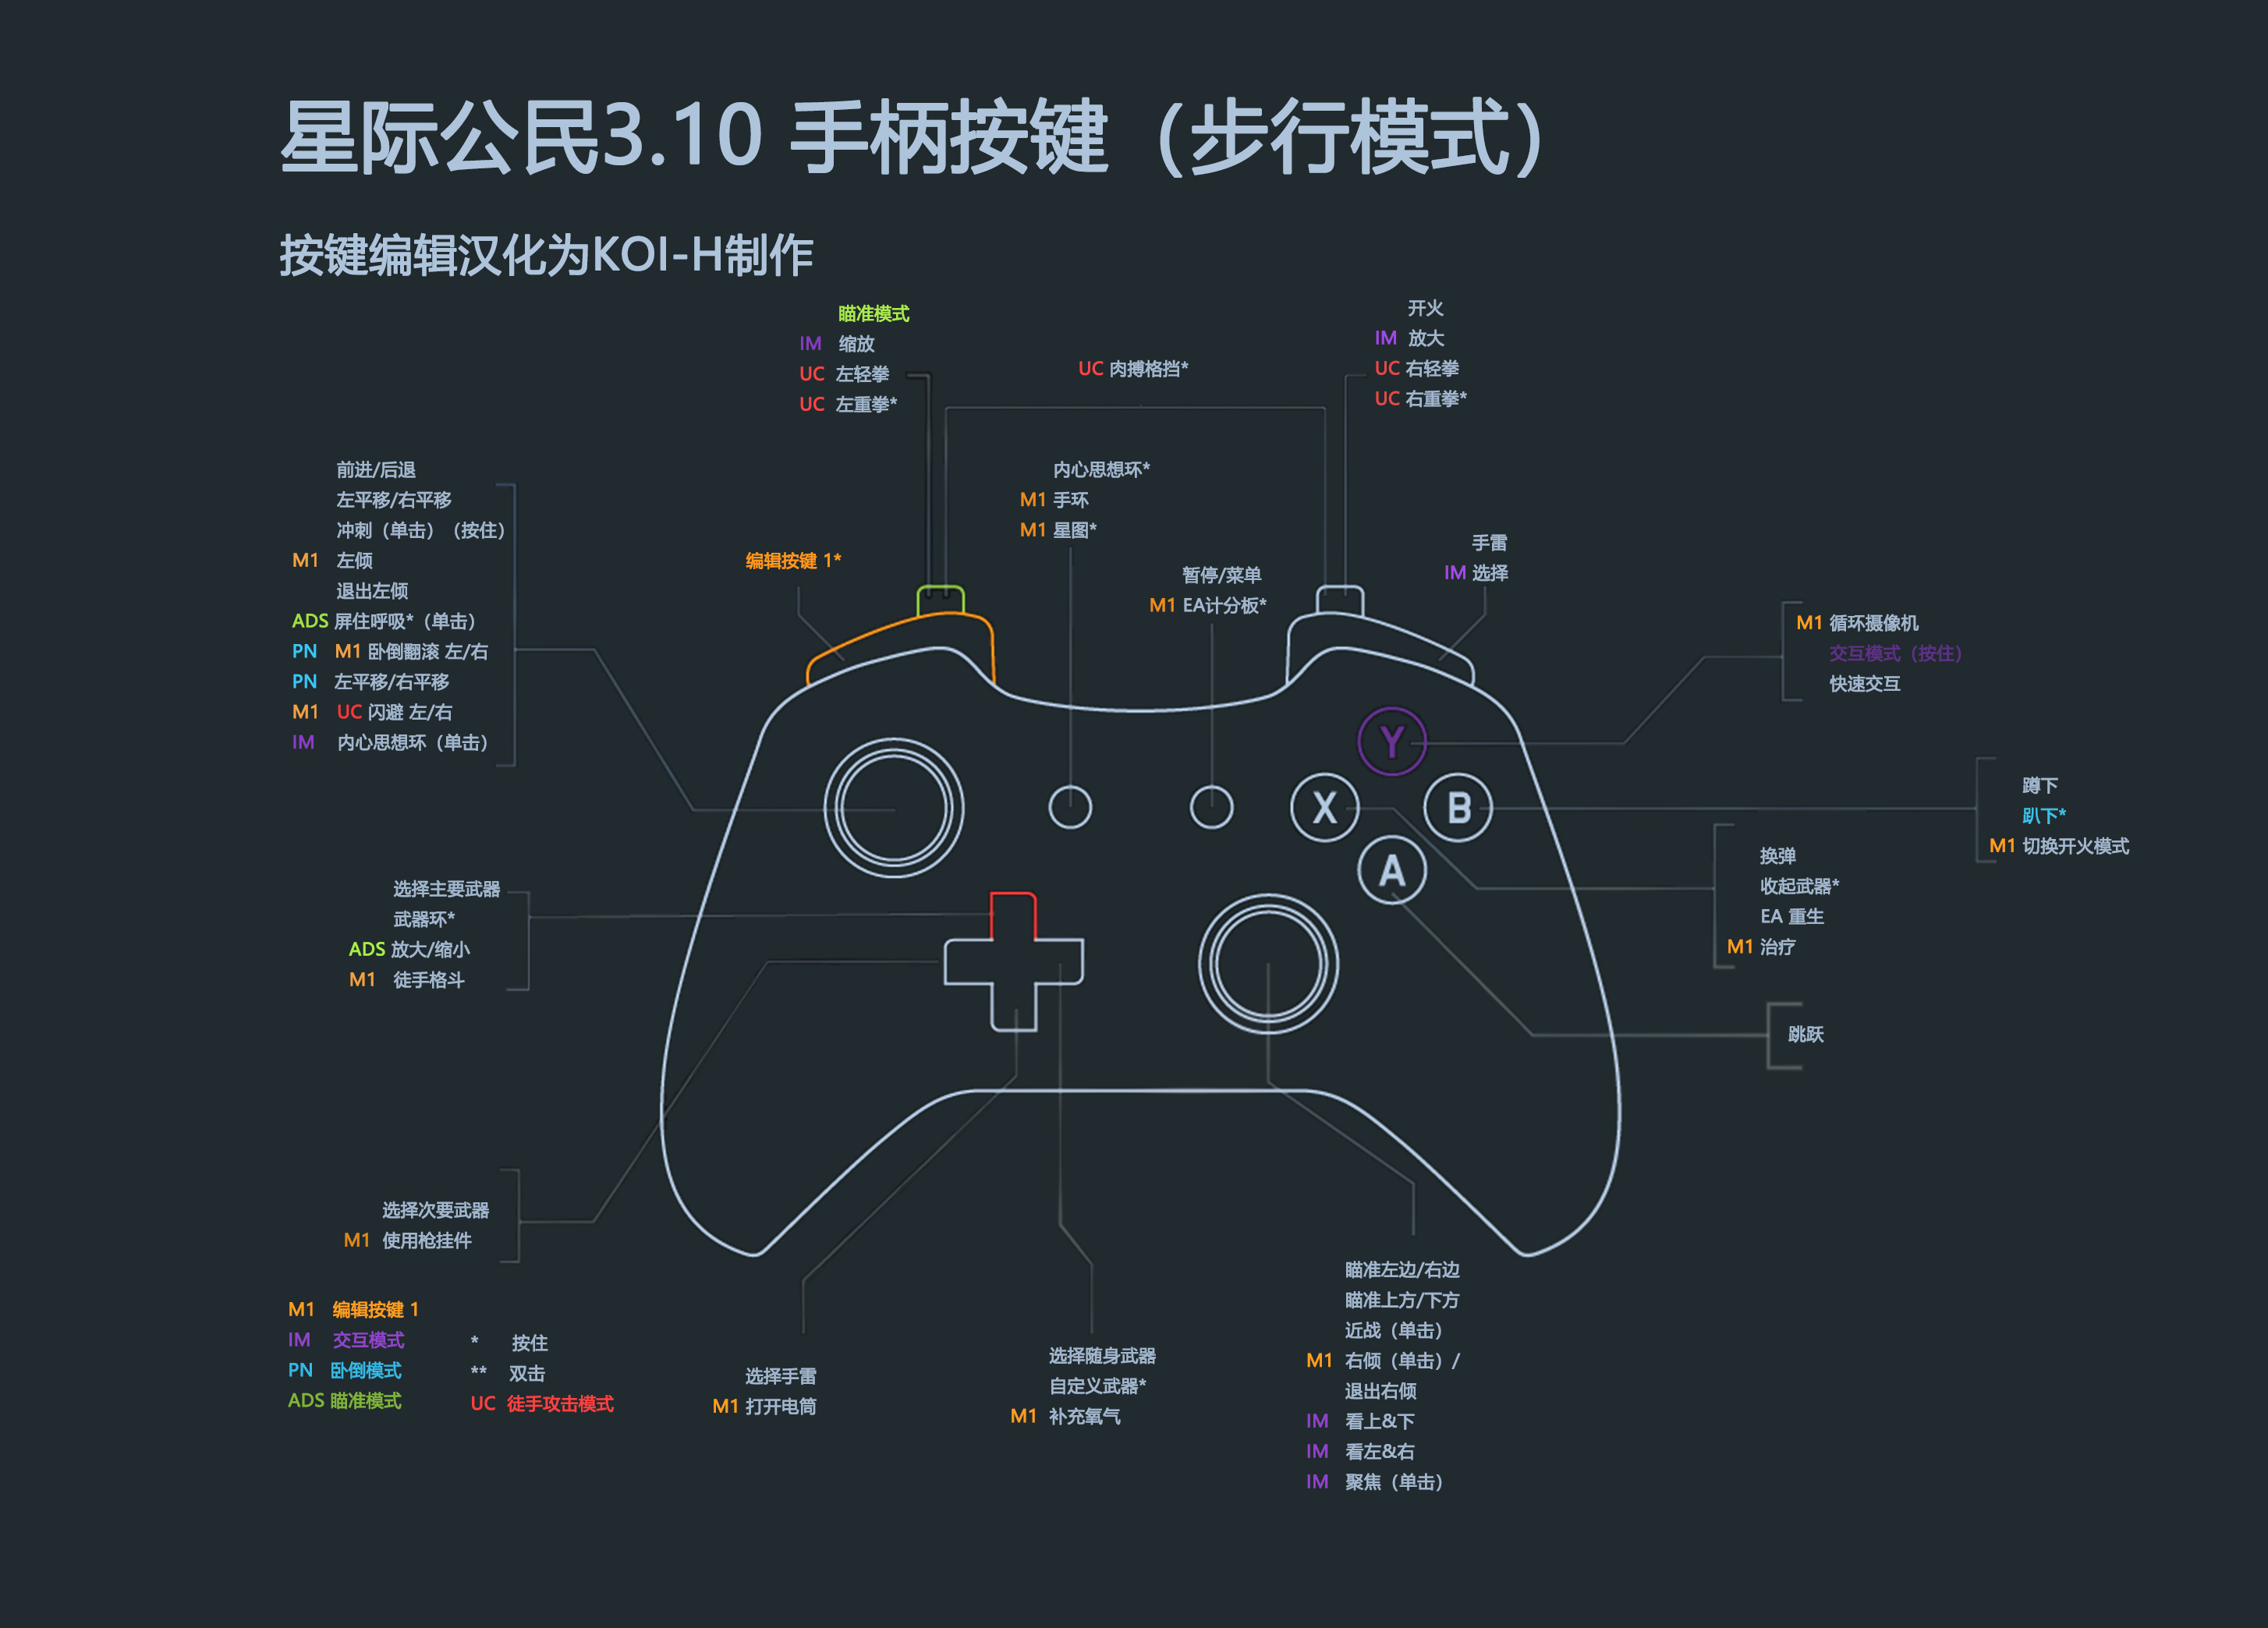 星际公民3.10 手柄按键（步行模式）
按键编辑汉化为KOI-H制作
瞄准模式
IM 缩放
UC 左轻拳
UC 左重拳*
UC 肉搏格挡*
开火
IM 放大
UC 右轻拳
UC 右重拳*
前进/后退
左平移/右平移
冲刺（单击）（按住）
M1 左倾
退出左倾
ADS 屏住呼吸*（单击）
PN M1 卧倒翻滚 左/右
PN 左平移/右平移
M1 UC 闪避 左/右
IM 内心思想环（单击）
编辑按键 1*
内心思想环*
M1 手环
M1 星图*
暂停/菜单
M1 EA计分板*
手雷
IM 选择
M1 循环摄像机
交互模式（按住）
快速交互
Y
X
B
A
蹲下
趴下*
M1 切换开火模式
换弹
收起武器*
EA 重生
M1 治疗
跳跃
选择主要武器
武器环*
ADS 放大/缩小
M1 徒手格斗
选择次要武器
M1 使用枪挂件
M1 编辑按键 1
IM 交互模式
PN 卧倒模式
ADS 瞄准模式
* 按住
** 双击
UC 徒手攻击模式
选择手雷
M1 打开电筒
选择随身武器
自定义武器*
M1 补充氧气
瞄准左边/右边
瞄准上方/下方
近战（单击）
M1 右倾（单击）/
退出右倾
IM 看上&下
IM 看左&右
IM 聚焦（单击）